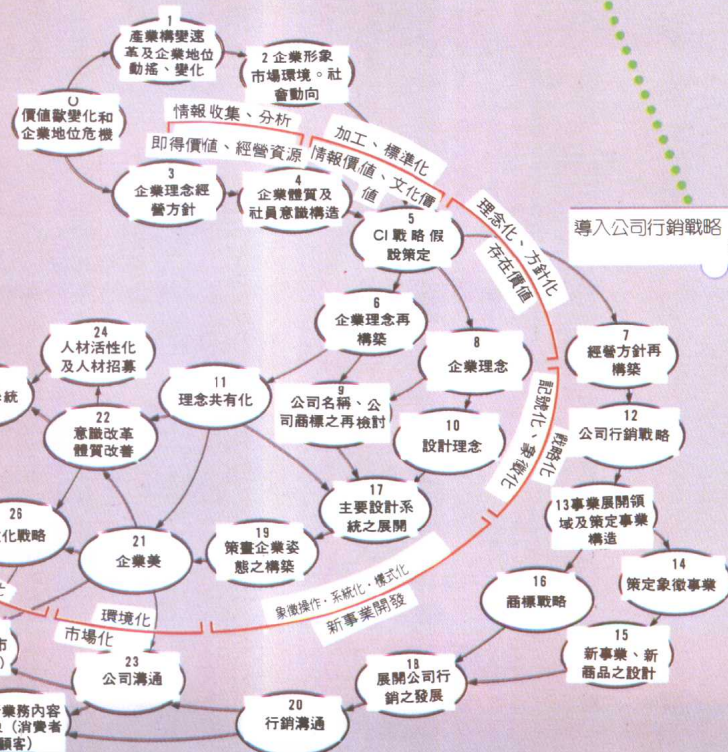 1
產業構變速
革及企業地位
動搖、變化
2 企業形象
市場環境。社
會動向
0
價值歐變化和
企業地位危機
情報收集、分析
即得價值、經營資源
加工、標準化
情報價值、文化價
值
3
企業理念經
營方針
4
企業體質及
社員意識構造
5
CI戰略假
說策定
理念化、方針化
存在價值
導入公司行銷戰略
6
企業理念再
構築
7
經營方針再
構築
8
企業理念
24
人材活性化
及人材招募
11
理念共有化
9
公司名稱、公
司商標之再檢討
10
設計理念
記號化、象徵化
戰略化
12
公司行銷戰略
統
22
意識改革
體質改善
17
主要設計系
統之展開
13事業展開領
域及策定事業
構造
26
化戰略
21
企業美
19
策畫企業姿
態之構築
14
策定象徵事業
16
商標戰略
環境化
市場化
象徵操作·系統化·樣式化
新事業開發
15
新事業、新
商品之設計
市
23
公司溝通
18
展開公司行
銷之發展
20
行銷溝通
業務內容
(消費者
顧客)